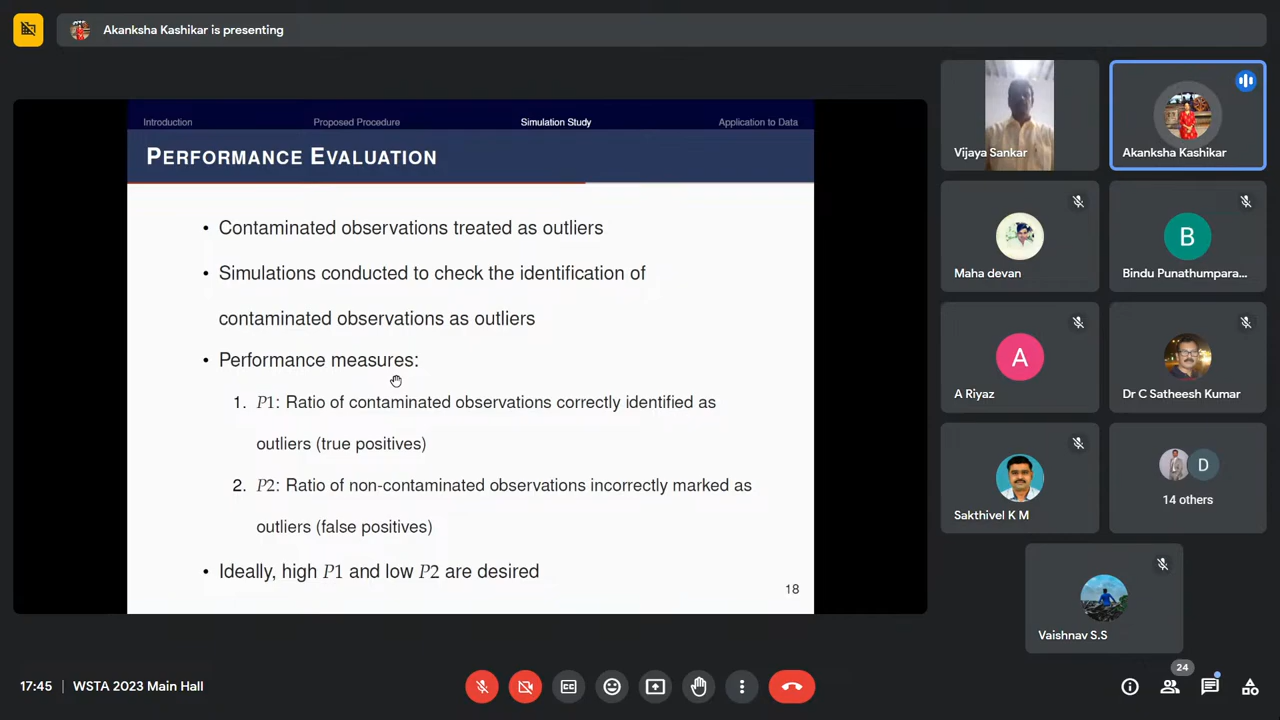 Akanksha Kashikar is presenting
Introduction Proposed Procedure Simulation Study Application to Data
PERFORMANCE EVALUATION
• Contaminated observations treated as outliers
• Simulations conducted to check the identification of
contaminated observations as outliers
• Performance measures:
1. P1: Ratio of contaminated observations correctly identified as
outliers (true positives)
2. P2: Ratio of non-contaminated observations incorrectly marked as
outliers (false positives)
• Ideally, high P1 and low P2 are desired
18
Vijaya Sankar
Akanksha Kashikar
Maha devan
B
Bindu Punathumpara...
A
A Riyaz
Dr C Satheesh Kumar
Sakthivel K M
D
14 others
Vaishnav S.S
17:45 | WSTA 2023 Main Hall
CC
24